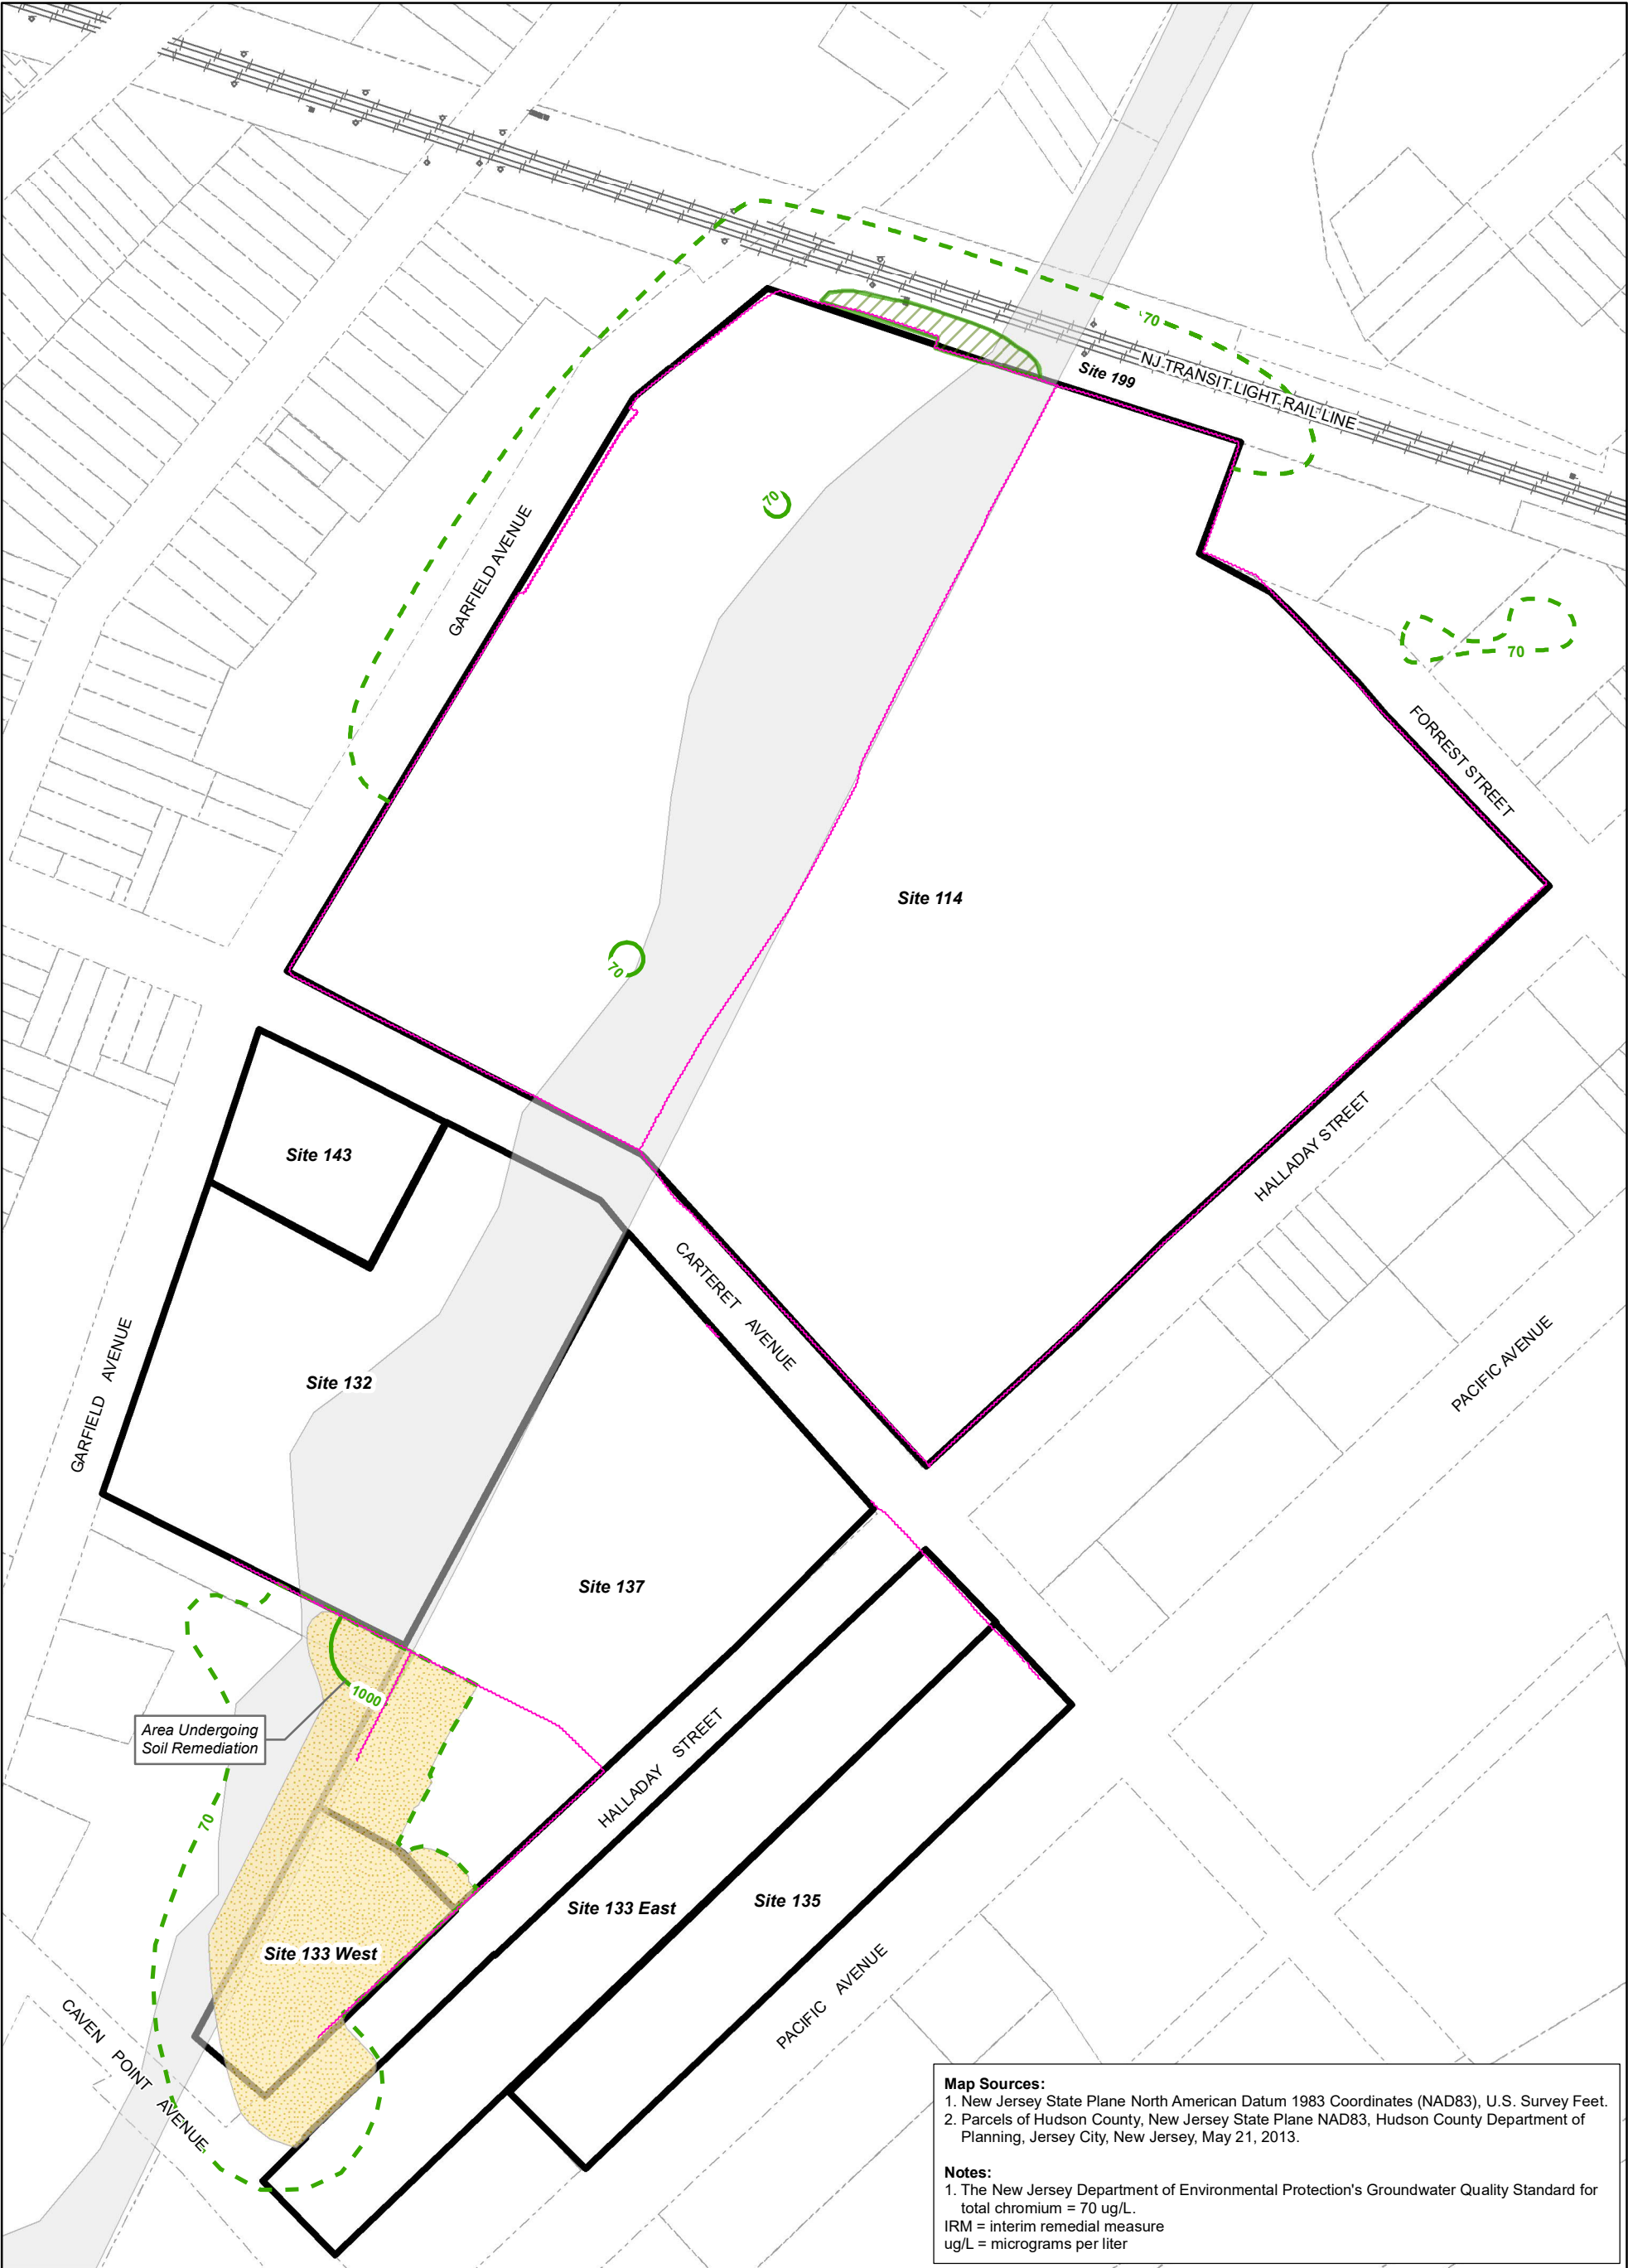 70
NJ TRANSIT LIGHT RAIL LINE
Site 199
70
GARFIELD AVENUE
70
FORREST STREET
Site 114
70
HALLADAY STREET
Site 143
CARTERET AVENUE
PACIFIC AVENUE
GARFIELD AVENUE
Site 132
Site 137
1000
Area Undergoing
Soil Remediation
HALLADAY STREET
70
Site 133 East
Site 135
Site 133 West
PACIFIC AVENUE
CAVEN POINT AVENUE
Map Sources:
1. New Jersey State Plane North American Datum 1983 Coordinates (NAD83), U.S. Survey Feet.
2. Parcels of Hudson County, New Jersey State Plane NAD83, Hudson County Department of
Planning, Jersey City, New Jersey, May 21, 2013.
Notes:
1. The New Jersey Department of Environmental Protection's Groundwater Quality Standard for
total chromium = 70 ug/L.
IRM = interim remedial measure
ug/L = micrograms per liter